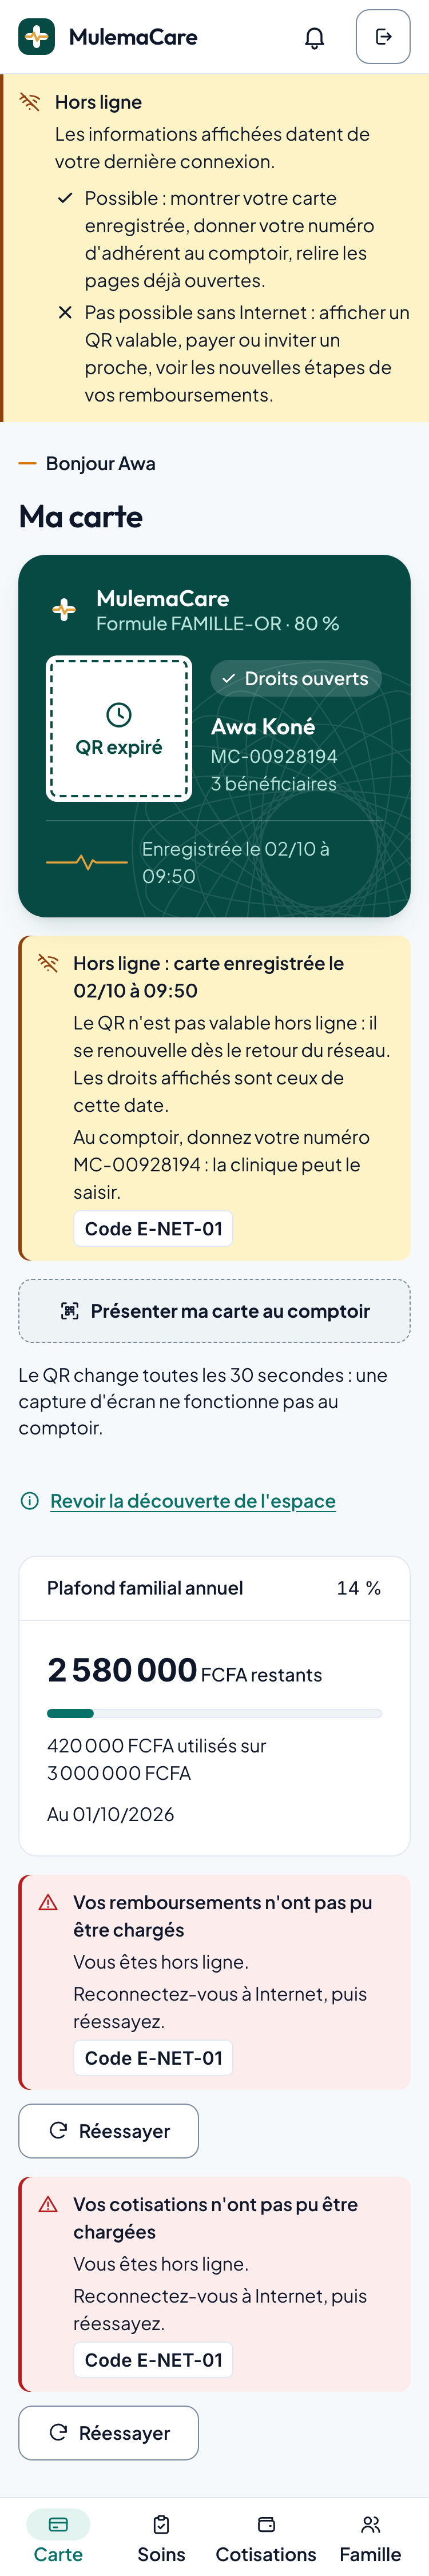 MulemaCare
Hors ligne
Les informations affichées datent de
votre dernière connexion.
Possible : montrer votre carte
enregistrée, donner votre numéro
d'adhérent au comptoir, relire les
pages déjà ouvertes.
Pas possible sans Internet : afficher un
QR valable, payer ou inviter un
proche, voir les nouvelles étapes de
vos remboursements.
Bonjour Awa
Ma carte
MulemaCare
Formule FAMILLE-OR · 80 %
QR expiré
Droits ouverts
Awa Koné
MC-00928194
3 bénéficiaires
Enregistrée le 02/10 à
09:50
Hors ligne : carte enregistrée le
02/10 à 09:50
Le QR n'est pas valable hors ligne : il
se renouvelle dès le retour du réseau.
Les droits affichés sont ceux de
cette date.
Au comptoir, donnez votre numéro
MC-00928194 : la clinique peut le
saisir.
Code E-NET-01
Présenter ma carte au comptoir
Le QR change toutes les 30 secondes : une
capture d'écran ne fonctionne pas au
comptoir.
Revoir la découverte de l'espace
Plafond familial annuel 14 %
2 580 000 FCFA restants
420 000 FCFA utilisés sur
3 000 000 FCFA
Au 01/10/2026
Vos remboursements n'ont pas pu
être chargés
Vous êtes hors ligne.
Reconnectez-vous à Internet, puis
réessayez.
Code E-NET-01
Réessayer
Vos cotisations n'ont pas pu être
chargées
Vous êtes hors ligne.
Reconnectez-vous à Internet, puis
réessayez.
Code E-NET-01
Réessayer
Carte Soins Cotisations Famille